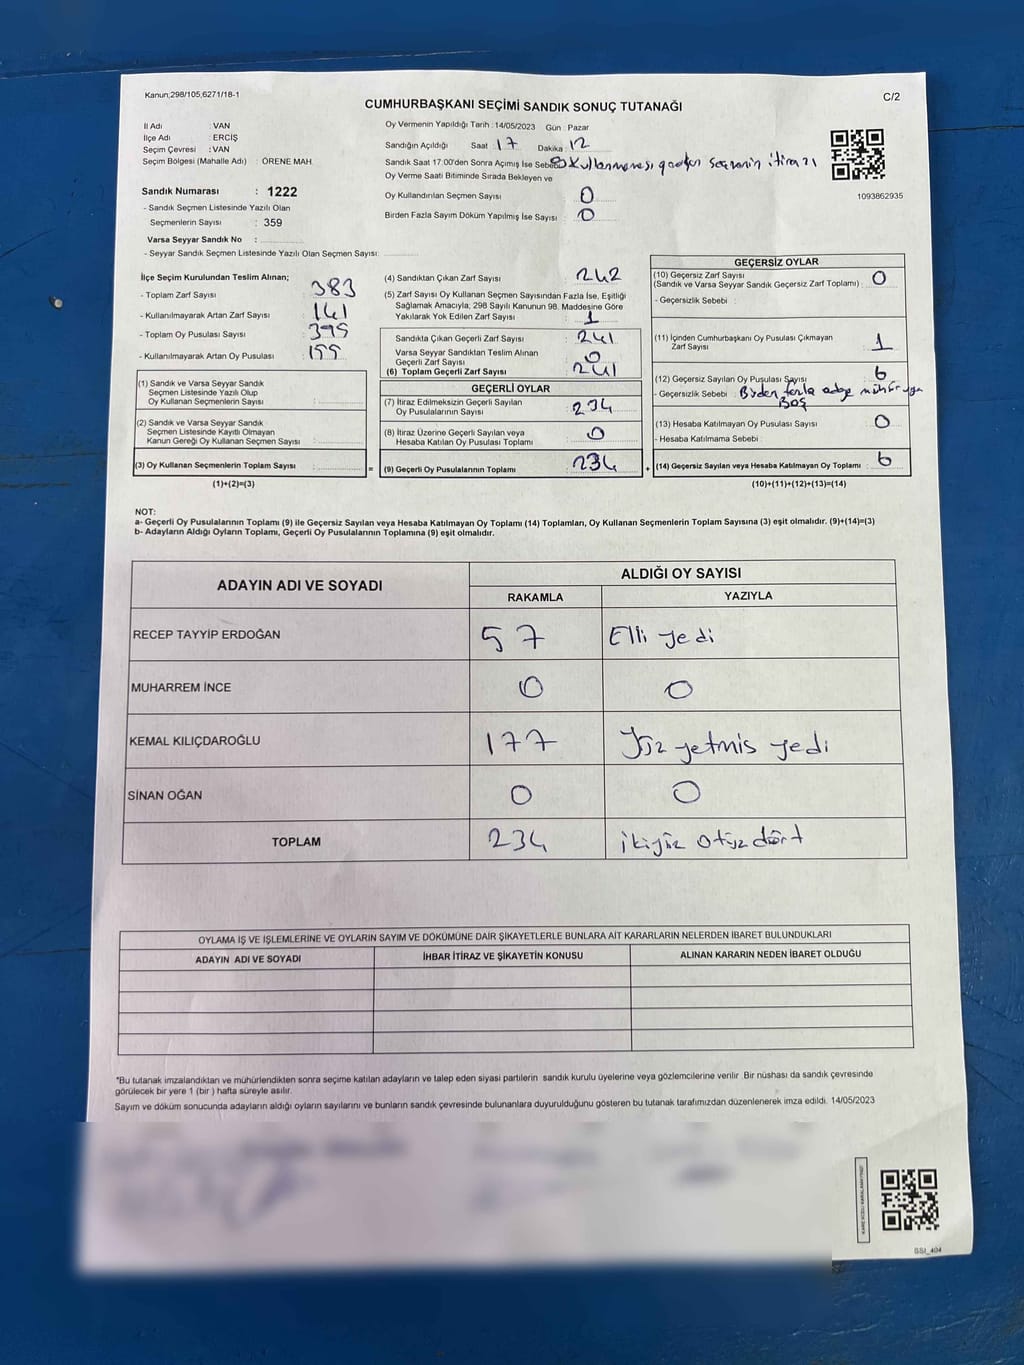 Kanun,298/105,6271/18-1
CUMHURBAŞKANI SEÇİMİ SANDIK SONUÇ TUTANAĞI
C/2
İl Adı : VAN
İlçe Adı : ERCİŞ
Seçim Çevresi : VAN
Seçim Bölgesi (Mahalle Adı) : ÖRENE MAH.
Oy Vermenin Yapıldığı Tarih : 14/05/2023 Gün : Pazar
Sandığın Açıldığı Saat 17 Dakika 12
Sandık Saat 17:00'den Sonra Açımış İse Sebebi Kullanmanası seçmenin itirazı
Oy Verme Saati Bitiminde Sırada Bekleyen ve
Oy Kullandırılan Seçmen Sayısı 0
Birden Fazla Sayım Döküm Yapılmış İse Sayısı 0
1093862935
Sandık Numarası : 1222
- Sandık Seçmen Listesinde Yazılı Olan
Seçmenlerin Sayısı : 359
Varsa Seyyar Sandık No :
- Seyyar Sandık Seçmen Listesinde Yazılı Olan Seçmen Sayısı:
İlçe Seçim Kurulundan Teslim Alınan;
- Toplam Zarf Sayısı : 383
- Kullanılmayarak Artan Zarf Sayısı : 141
- Toplam Oy Pusulası Sayısı : 399
- Kullanılmayarak Artan Oy Pusulası : 155
(1) Sandık ve Varsa Seyyar Sandık
Seçmen Listesinde Yazılı Olup
Oy Kullanan Seçmenlerin Sayısı :
(2) Sandık ve Varsa Seyyar Sandık
Seçmen Listesinde Kayıtlı Olmayan
Kanun Gereği Oy Kullanan Seçmen Sayısı :
(3) Oy Kullanan Seçmenlerin Toplam Sayısı :
(1)+(2)=(3)
(4) Sandıktan Çıkan Zarf Sayısı : 242
(5) Zarf Sayısı Oy Kullanan Seçmen Sayısından Fazla İse, Eşitliği
Sağlamak Amacıyla, 298 Sayılı Kanunun 98. Maddesine Göre
Yakılarak Yok Edilen Zarf Sayısı : 1
Sandıkta Çıkan Geçerli Zarf Sayısı : 241
Varsa Seyyar Sandıktan Teslim Alınan
Geçerli Zarf Sayısı : 0
(6) Toplam Geçerli Zarf Sayısı : 241
GEÇERLİ OYLAR
(7) İtiraz Edilmeksizin Geçerli Sayılan
Oy Pusulalarının Sayısı : 234
(8) İtiraz Üzerine Geçerli Sayılan veya
Hesaba Katılan Oy Pusulası Toplamı : 0
= (9) Geçerli Oy Pusulalarının Toplamı : 234
GEÇERSİZ OYLAR
(10) Geçersiz Zarf Sayısı
(Sandık ve Varsa Seyyar Sandık Geçersiz Zarf Toplamı) : 0
- Geçersizlik Sebebi :
(11) İçinden Cumhurbaşkanı Oy Pusulası Çıkmayan
Zarf Sayısı : 1
(12) Geçersiz Sayılan Oy Pusulası Sayısı : 6
- Geçersizlik Sebebi : Birden fazla adaya mühür
Boş
(13) Hesaba Katılmayan Oy Pusulası Sayısı : 0
- Hesaba Katılmama Sebebi :
+ (14) Geçersiz Sayılan veya Hesaba Katılmayan Oy Toplamı : 6
(10)+(11)+(12)+(13)=(14)
NOT:
a- Geçerli Oy Pusulalarının Toplamı (9) ile Geçersiz Sayılan veya Hesaba Katılmayan Oy Toplamı (14) Toplamları, Oy Kullanan Seçmenlerin Toplam Sayısına (3) eşit olmalıdır. (9)+(14)=(3)
b- Adayların Aldığı Oyların Toplamı, Geçerli Oy Pusulalarının Toplamına (9) eşit olmalıdır.
ADAYIN ADI VE SOYADI
ALDIĞI OY SAYISI
RAKAMLA YAZIYLA
RECEP TAYYİP ERDOĞAN 57 Elli yedi
MUHARREM İNCE 0 0
KEMAL KILIÇDAROĞLU 177 Yüz yetmis yedi
SİNAN OĞAN 0 0
TOPLAM 234 ikiyüz otuz dört
OYLAMA İŞ VE İŞLEMLERİNE VE OYLARIN SAYIM VE DÖKÜMÜNE DAİR ŞİKAYETLERLE BUNLARA AİT KARARLARIN NELERDEN İBARET BULUNDUKLARI
ADAYIN ADI VE SOYADI İHBAR İTİRAZ VE ŞİKAYETİN KONUSU ALINAN KARARIN NEDEN İBARET OLDUĞU
*Bu tutanak imzalandıktan ve mühürlendikten sonra seçime katılan adayların ve talep eden siyasi partilerin sandık kurulu üyelerine veya gözlemcilerine verilir .Bir nüshası da sandık çevresinde
görülecek bir yere 1 (bir ) hafta süreyle asılır.
Sayım ve döküm sonucunda adayların aldığı oyların sayılarını ve bunların sandık çevresinde bulunanlara duyurulduğunu gösteren bu tutanak tarafımızdan düzenlenerek imza edildi. 14/05/2023
SSI_404